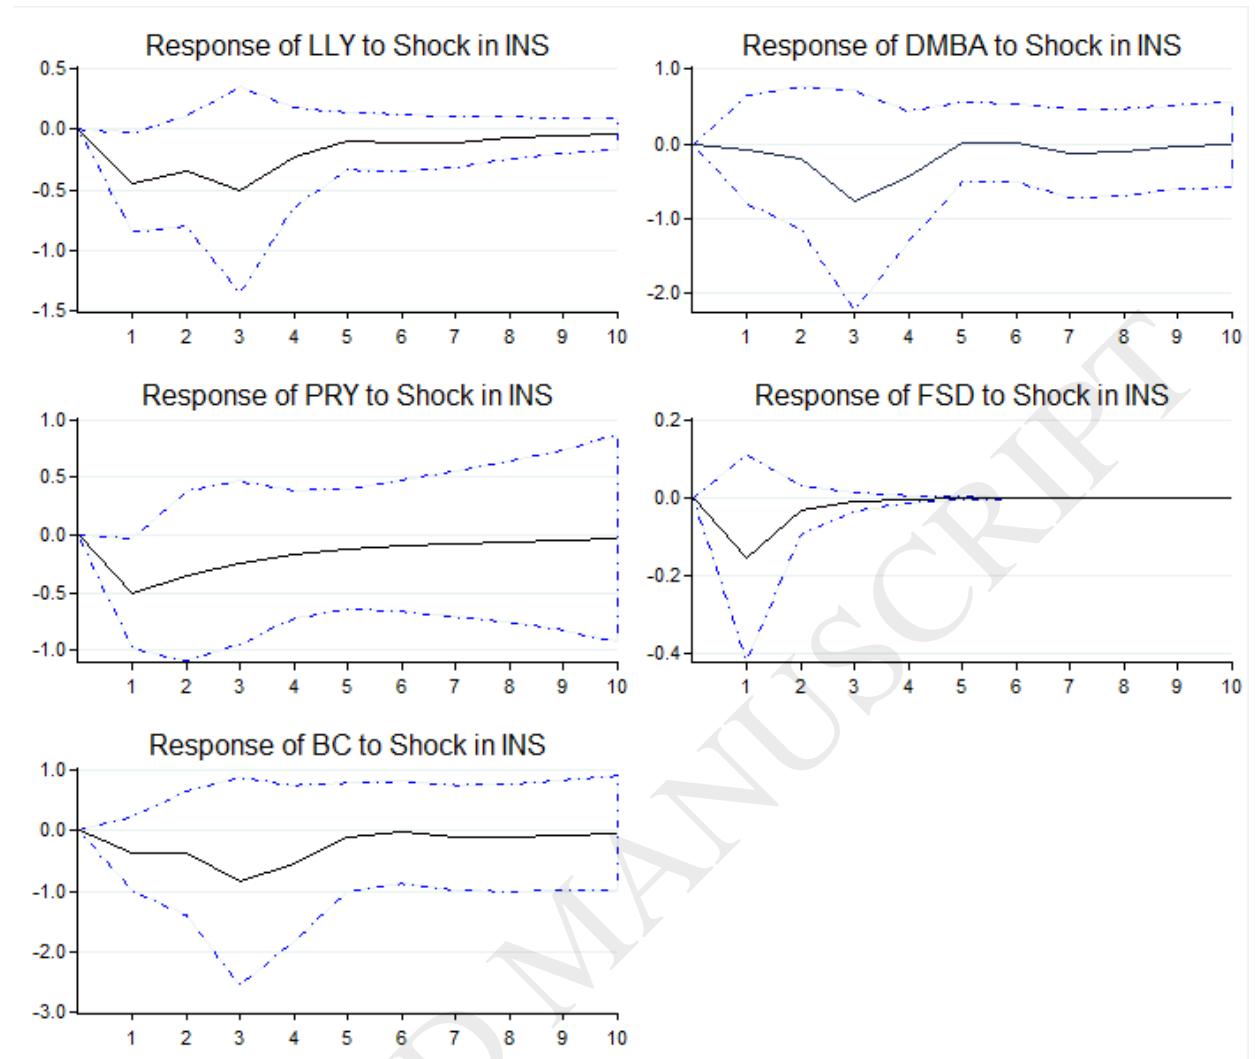 Response of LLY to Shock in INS
0.5
0.0
-0.5
-1.0
-1.5
1 2 3 4 5 6 7 8 9 10
Response of DMBA to Shock in INS
1.0
0.0
-1.0
-2.0
1 2 3 4 5 6 7 8 9 10
Response of PRY to Shock in INS
1.0
0.5
0.0
-0.5
-1.0
1 2 3 4 5 6 7 8 9 10
Response of FSD to Shock in INS
0.2
0.0
-0.2
-0.4
1 2 3 4 5 6 7 8 9 10
Response of BC to Shock in INS
1.0
0.0
-1.0
-2.0
-3.0
1 2 3 4 5 6 7 8 9 10
D MANUSCRIPT